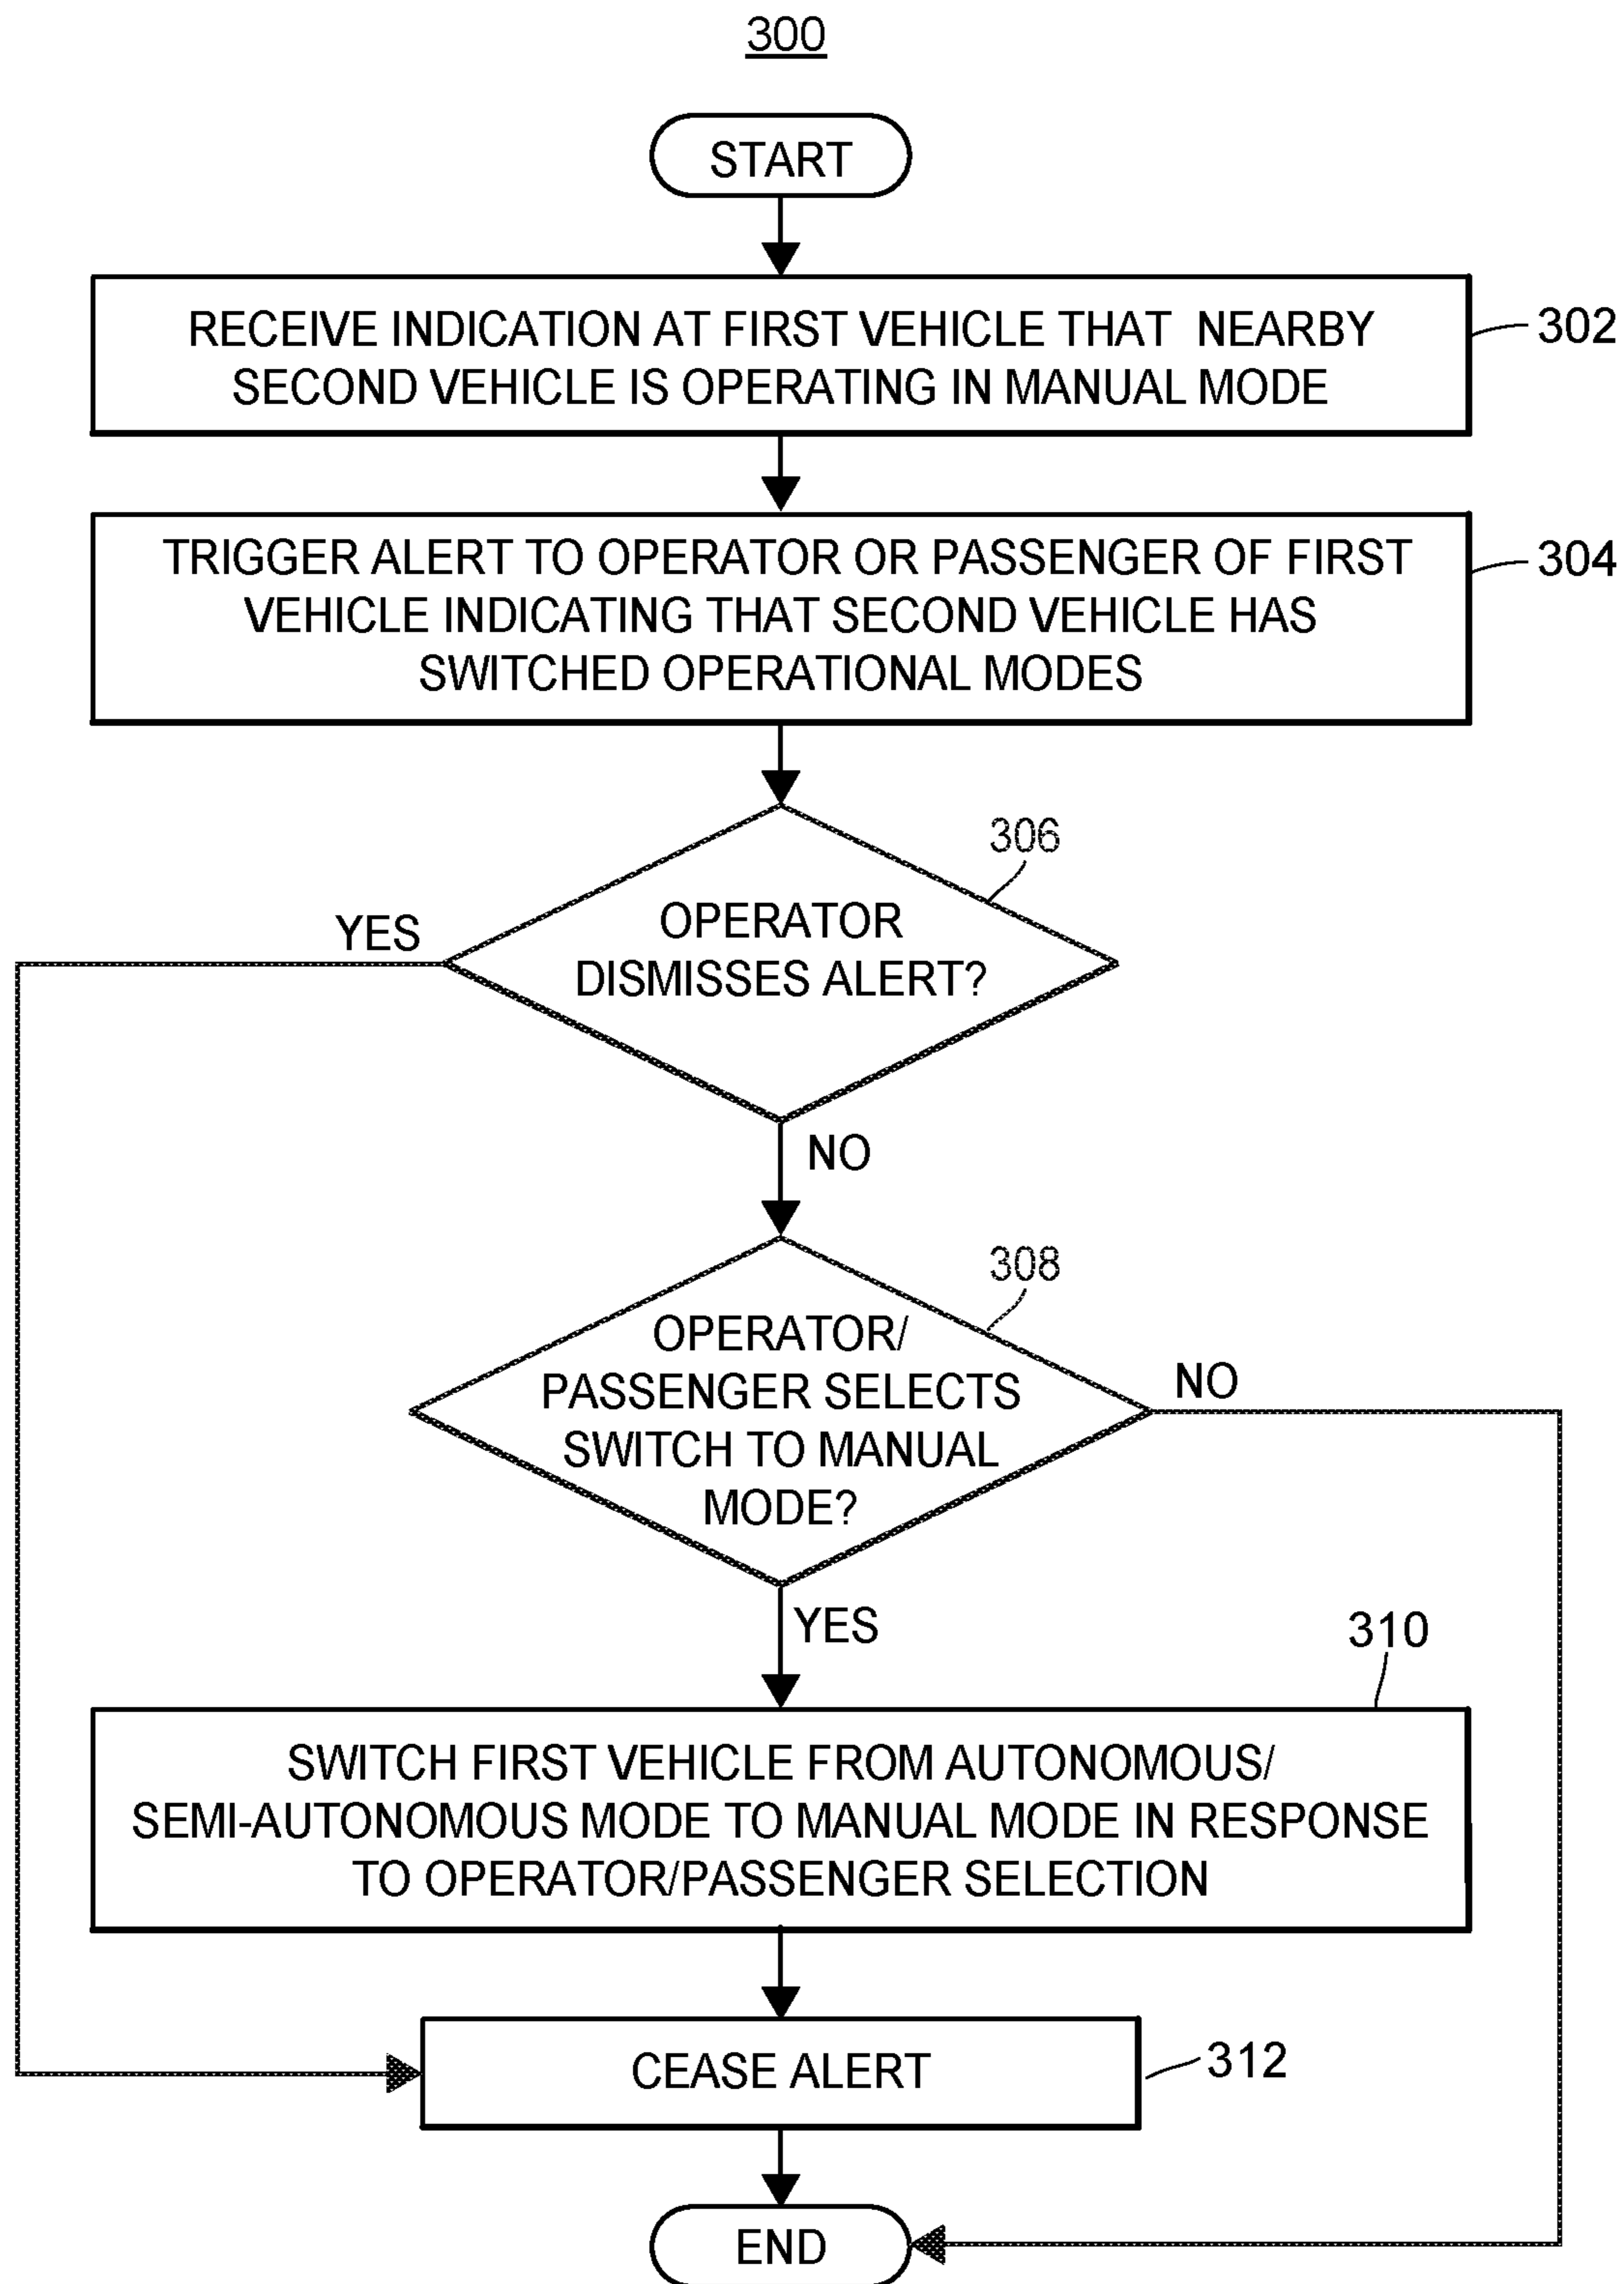 300
START
RECEIVE INDICATION AT FIRST VEHICLE THAT NEARBY
SECOND VEHICLE IS OPERATING IN MANUAL MODE
302
TRIGGER ALERT TO OPERATOR OR PASSENGER OF FIRST
VEHICLE INDICATING THAT SECOND VEHICLE HAS
SWITCHED OPERATIONAL MODES
304
306
OPERATOR
DISMISSES ALERT?
YES
NO
308
OPERATOR/
PASSENGER SELECTS
SWITCH TO MANUAL
MODE?
NO
YES
310
SWITCH FIRST VEHICLE FROM AUTONOMOUS/
SEMI-AUTONOMOUS MODE TO MANUAL MODE IN RESPONSE
TO OPERATOR/PASSENGER SELECTION
CEASE ALERT
312
END